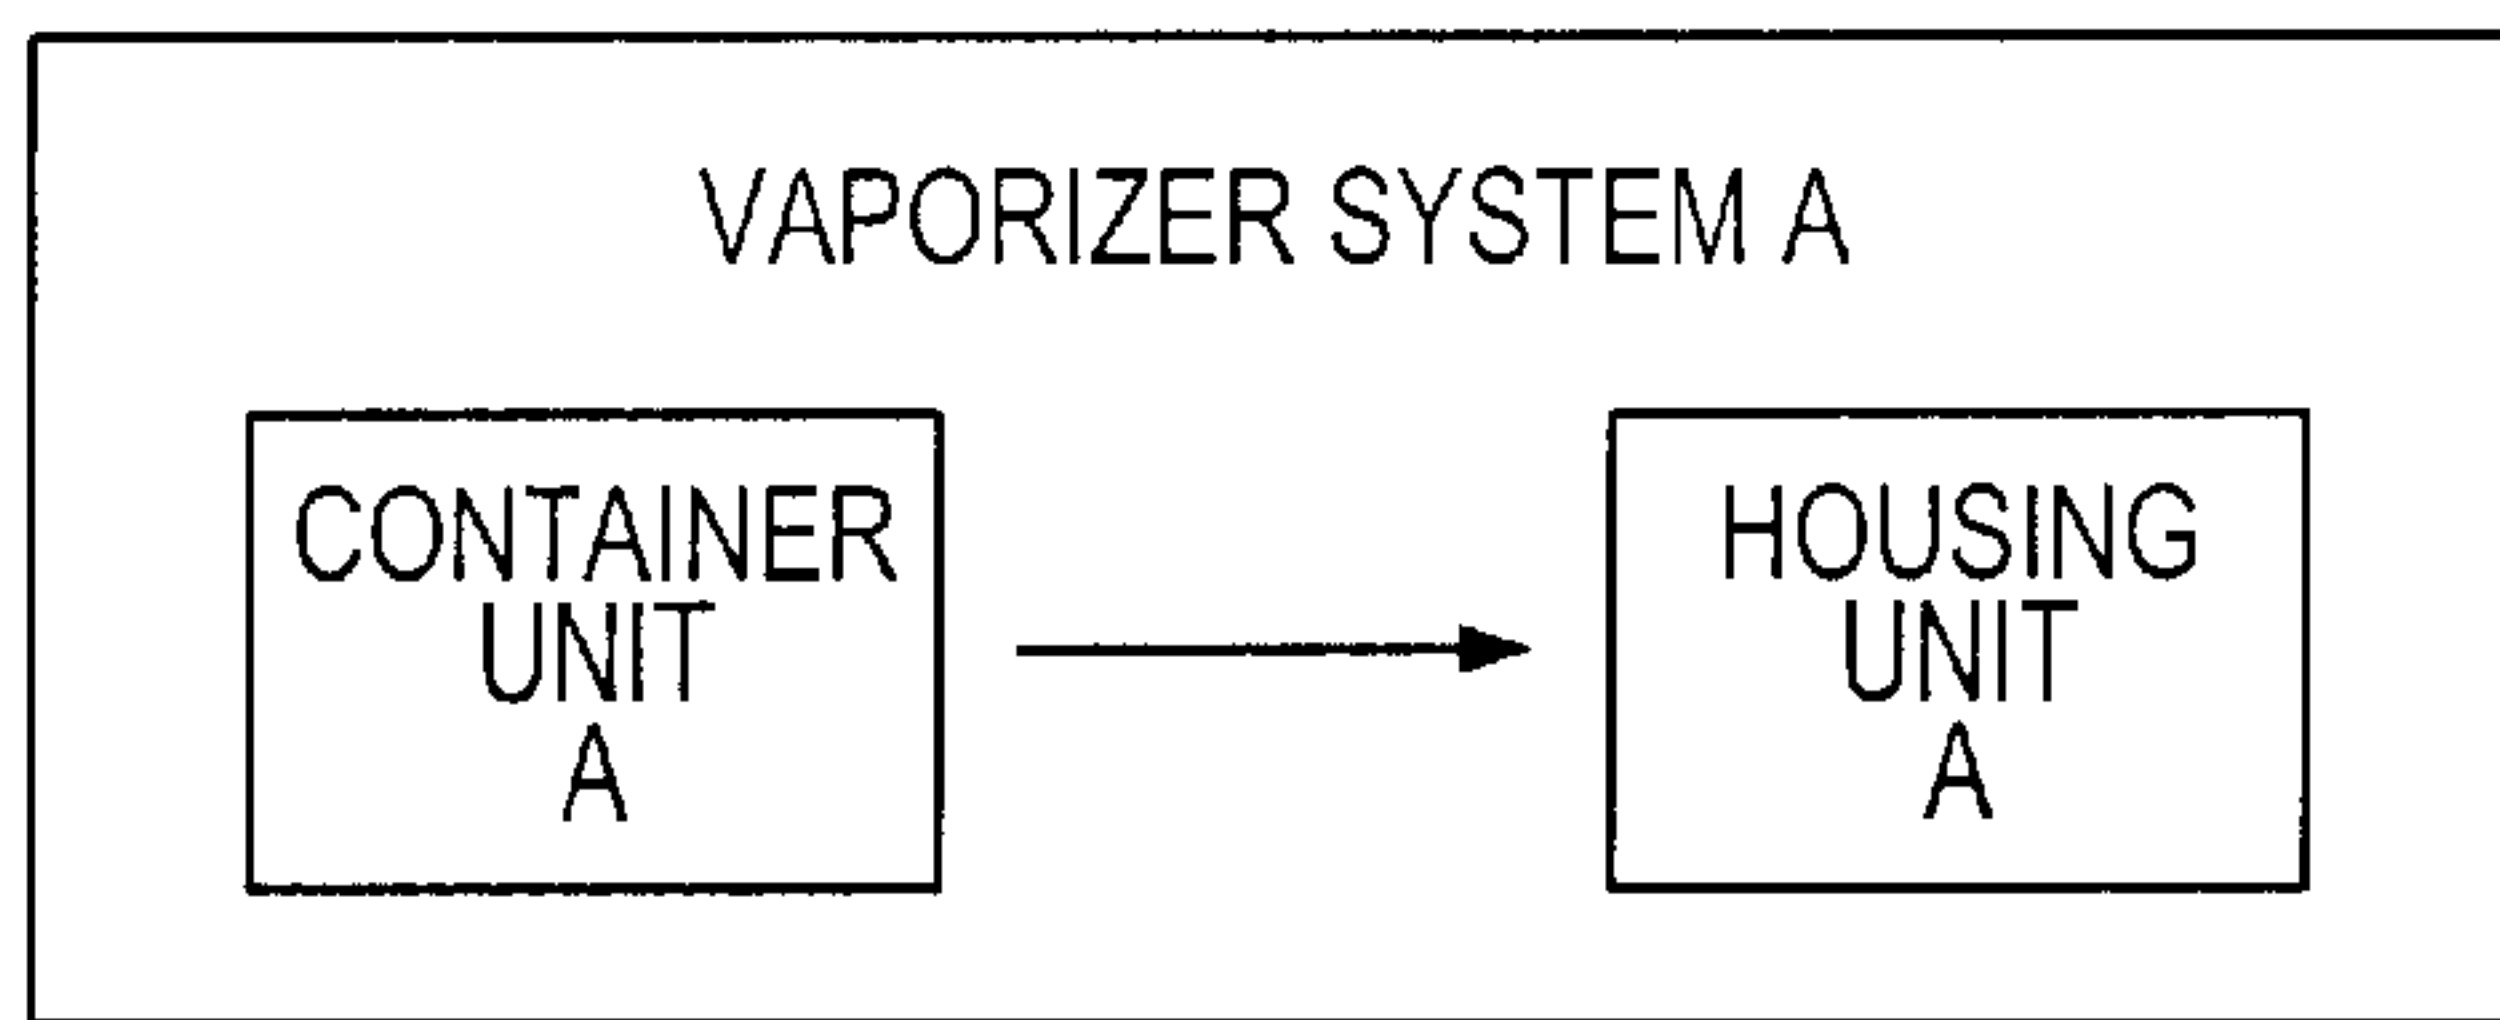 VAPORIZER SYSTEM A
CONTAINER
UNIT
A
HOUSING
UNIT
A